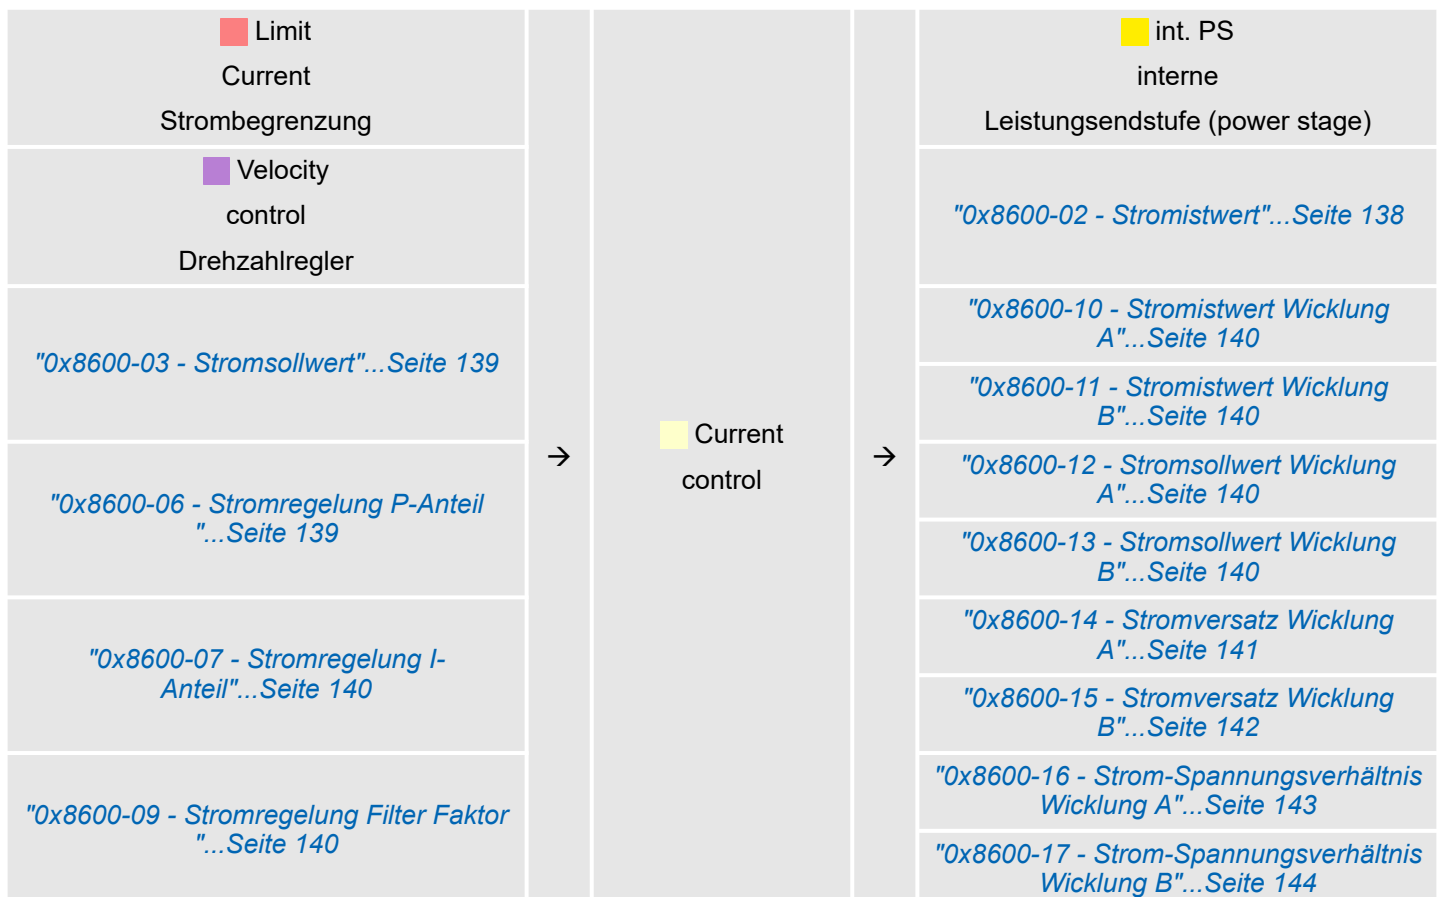 Limit
Current
Strombegrenzung
Velocity
control
Drehzahlregler
"0x8600-03 - Stromsollwert"...Seite 139
"0x8600-06 - Stromregelung P-Anteil
"...Seite 139
"0x8600-07 - Stromregelung I-
Anteil"...Seite 140
"0x8600-09 - Stromregelung Filter Faktor
"...Seite 140
→
Current
control
→
int. PS
interne
Leistungsendstufe (power stage)
"0x8600-02 - Stromistwert"...Seite 138
"0x8600-10 - Stromistwert Wicklung
A"...Seite 140
"0x8600-11 - Stromistwert Wicklung
B"...Seite 140
"0x8600-12 - Stromsollwert Wicklung
A"...Seite 140
"0x8600-13 - Stromsollwert Wicklung
B"...Seite 140
"0x8600-14 - Stromversatz Wicklung
A"...Seite 141
"0x8600-15 - Stromversatz Wicklung
B"...Seite 142
"0x8600-16 - Strom-Spannungsverhältnis
Wicklung A"...Seite 143
"0x8600-17 - Strom-Spannungsverhältnis
Wicklung B"...Seite 144